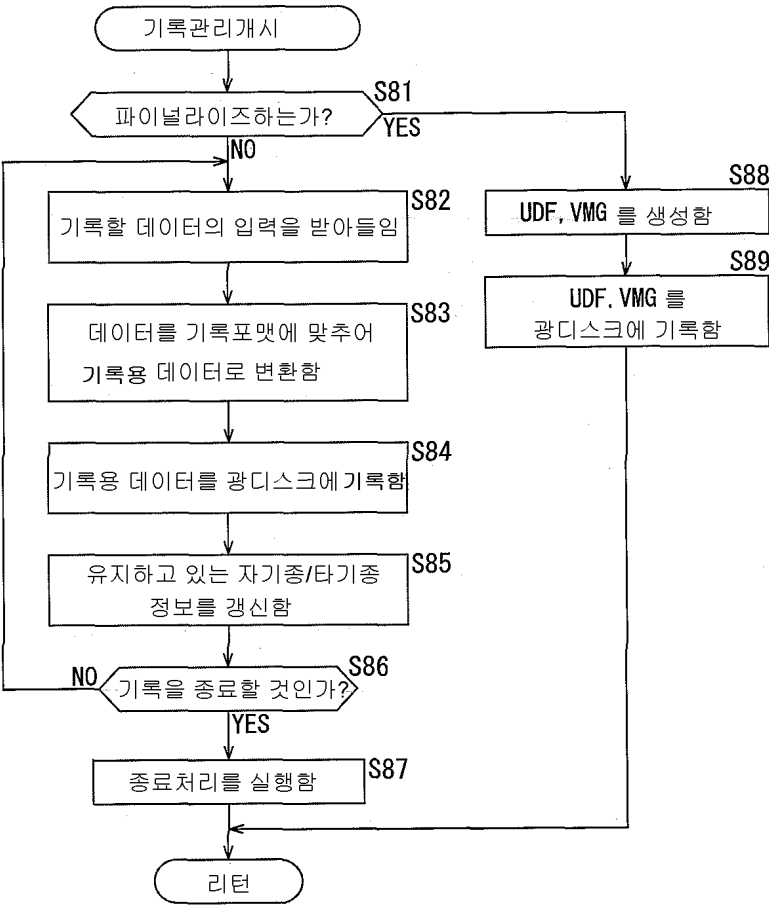 기록관리개시
S81
파이널라이즈하는가?
YES
NO
S82
기록할 데이터의 입력을 받아들임
S83
데이터를 기록포맷에 맞추어
기록용 데이터로 변환함
S84
기록용 데이터를 광디스크에기록함
S85
유지하고 있는 자기종/타기종
정보를 갱신함
S86
NO
기록을 종료할 것인가?
YES
S87
종료처리를 실행함
S88
UDF, VMG 를 생성함
S89
UDF. VMG 를
광디스크에 기록함
리턴